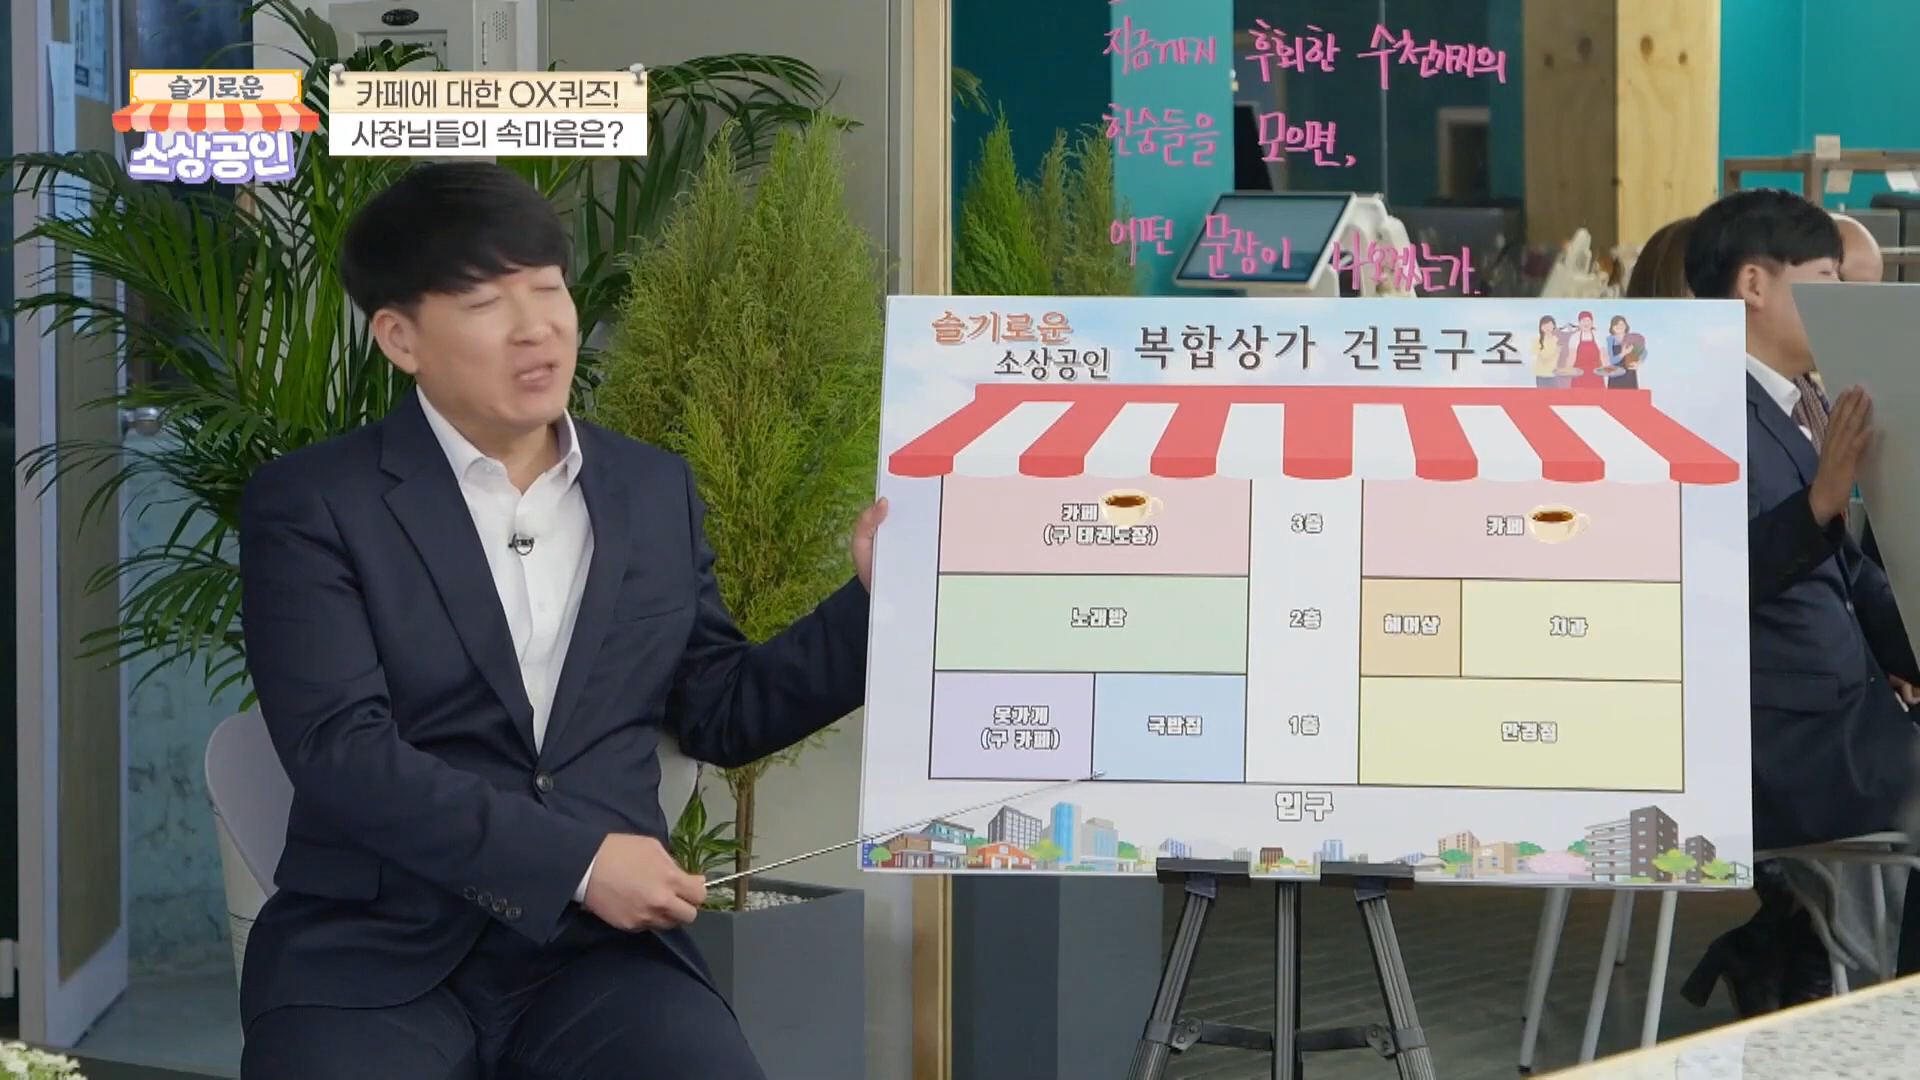 슬기로운
소상공인
카페에 대한 OX퀴즈!
사장님들의 속마음은?
지금까지 후회한 수천가지의
한숨들을 모으면,
어떤 문장이 나오겠는가.
슬기로운
소상공인
복합상가 건물구조
카페
(구 태권도장)
3층
카페
노래방
2층
헤어샵
치과
옷가게
(구 카페)
국밥집
1층
안경점
입구